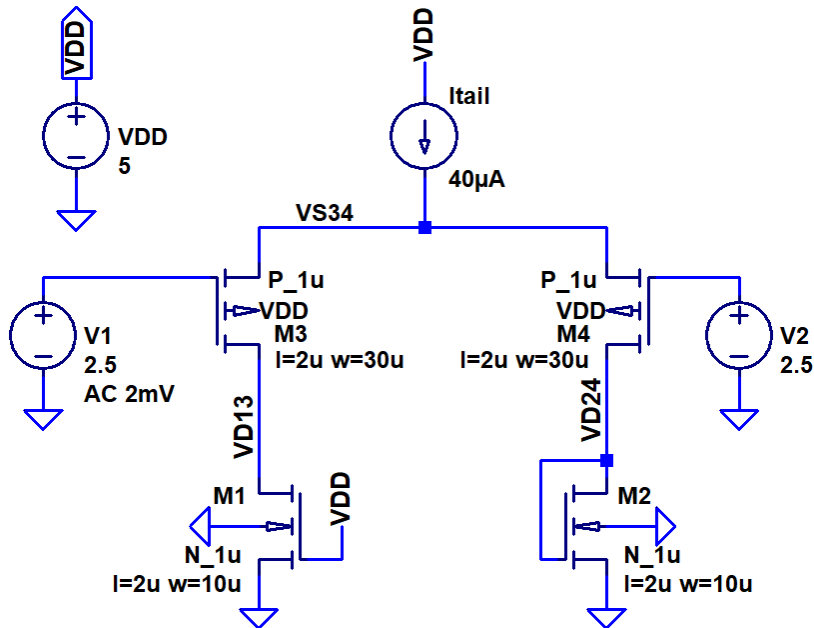 VDD
VDD
5
VDD
Itail
40µA
VS34
P_1u
VDD
M3
l=2u w=30u
P_1u
VDD
M4
l=2u w=30u
V1
2.5
AC 2mV
V2
2.5
VD13
VD24
M1
VDD
N_1u
l=2u w=10u
M2
N_1u
l=2u w=10u